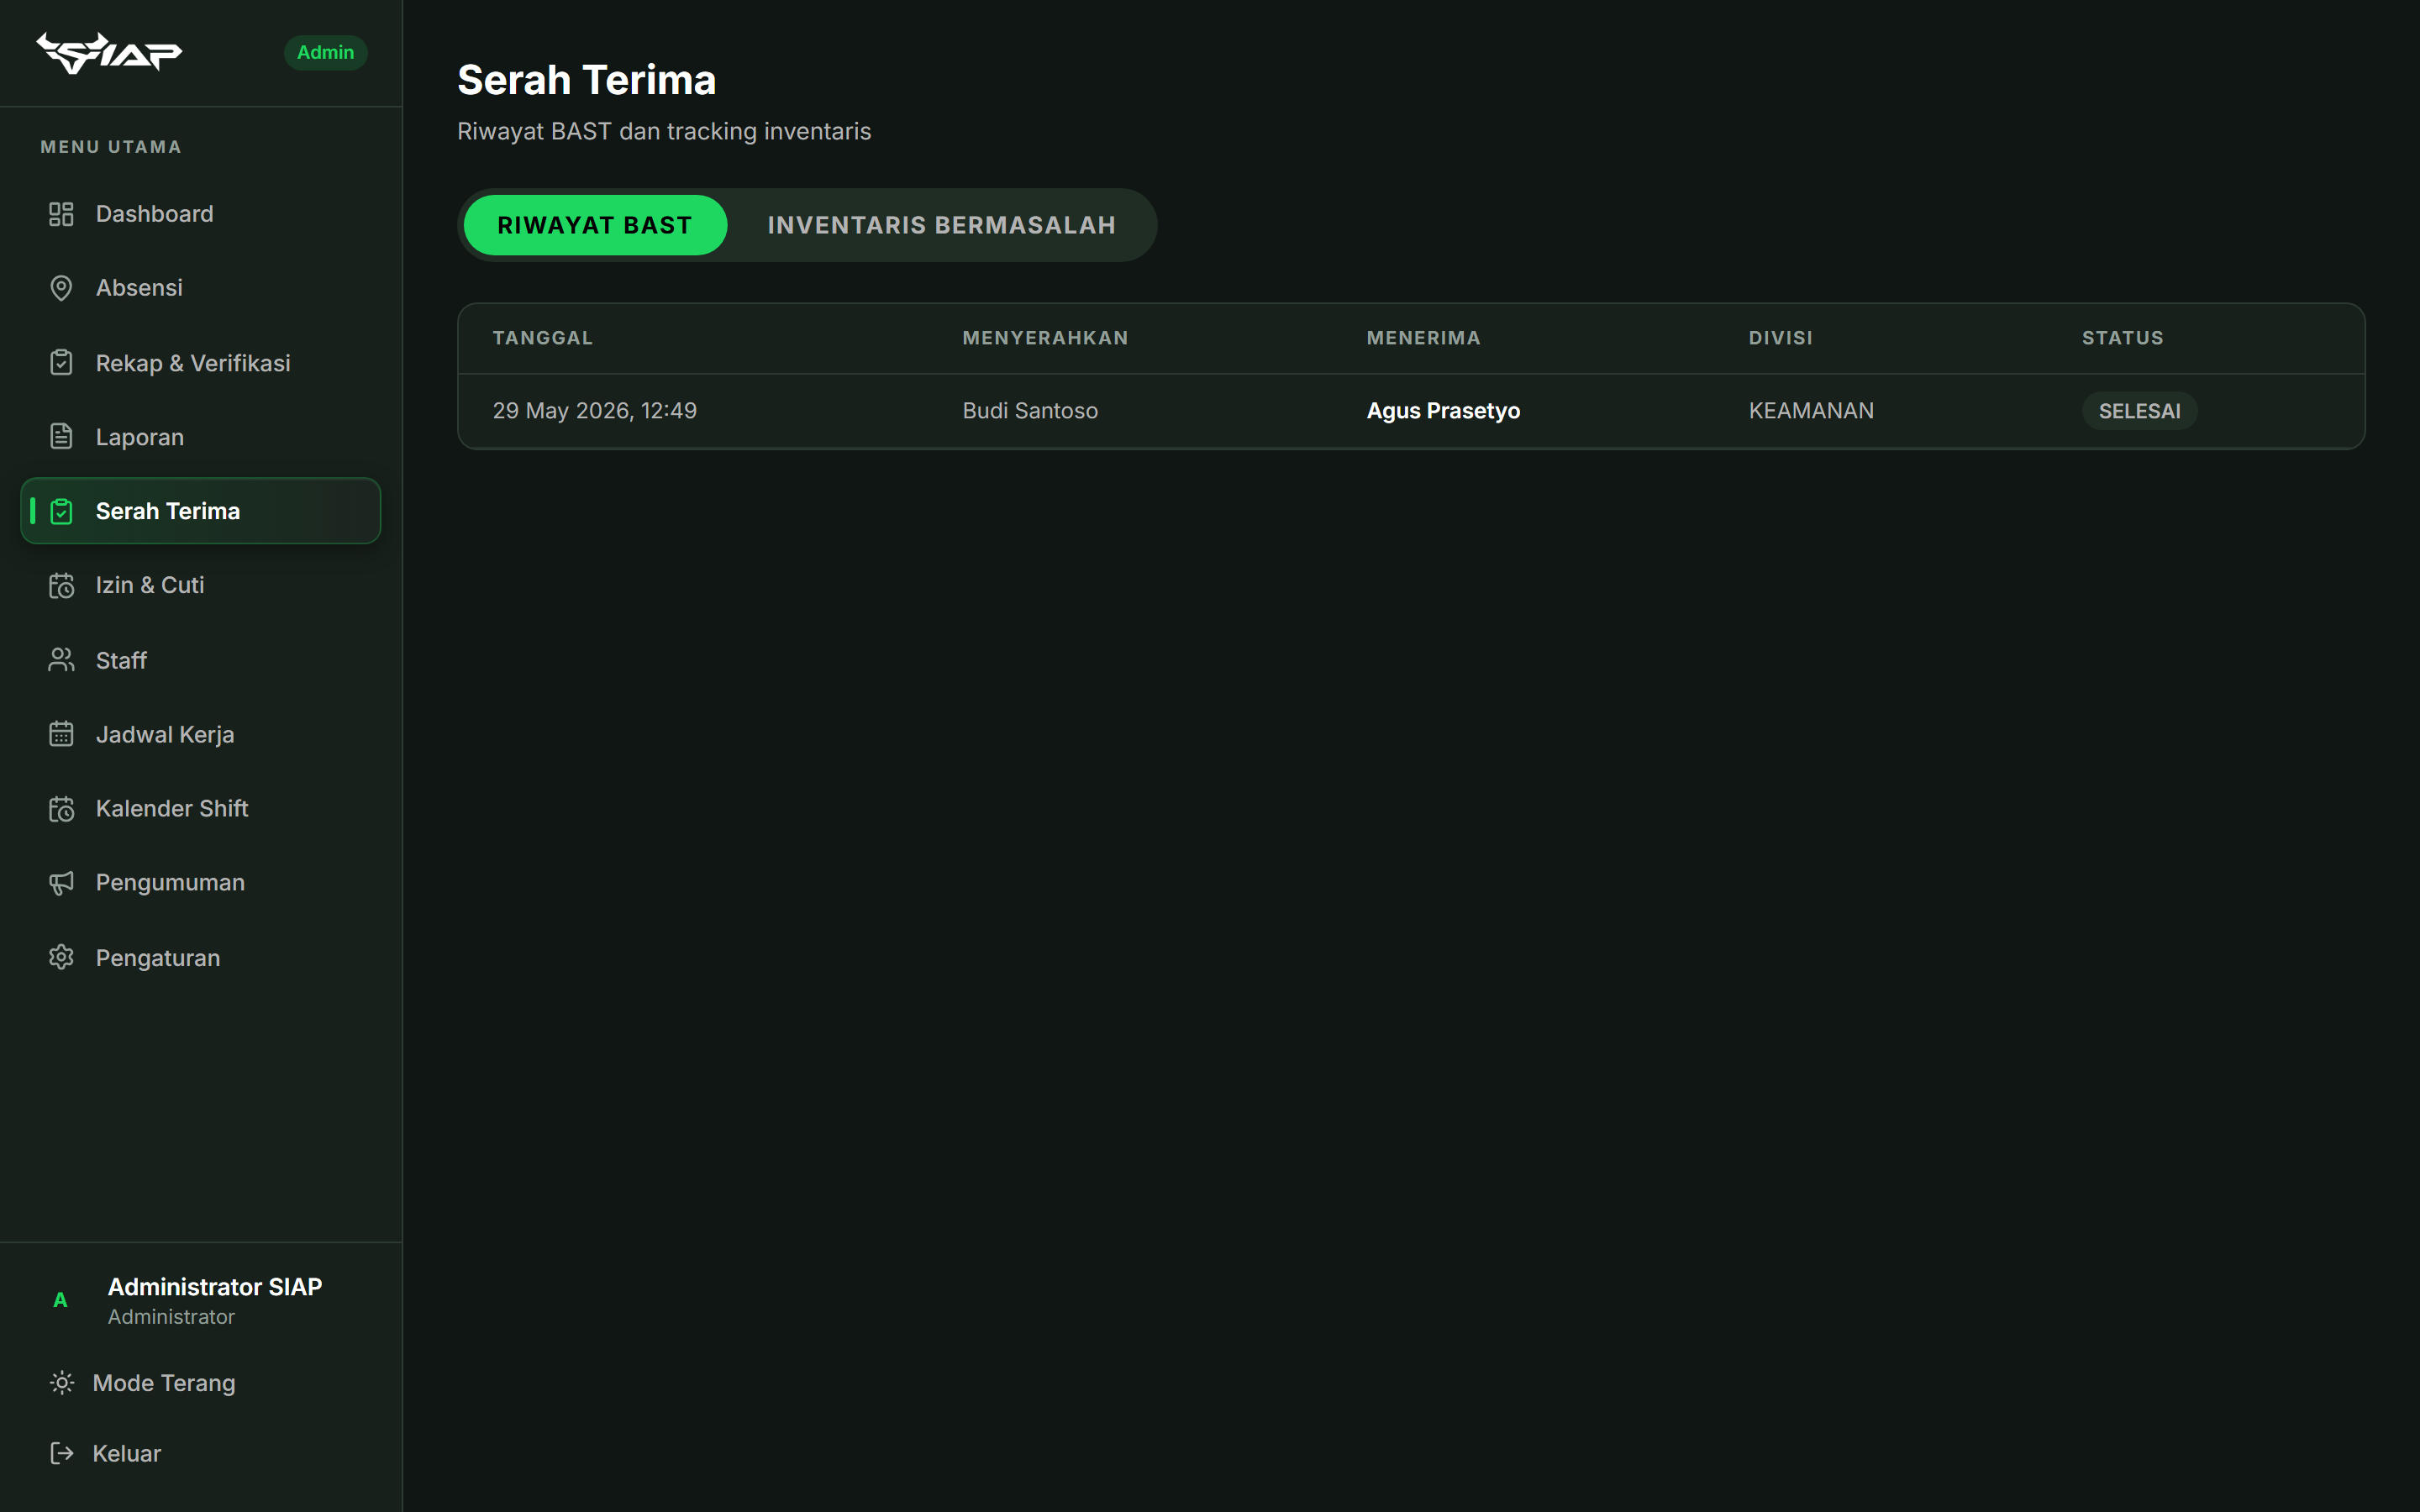 SIAP
Admin
MENU UTAMA
Dashboard
Absensi
Rekap & Verifikasi
Laporan
Serah Terima
Izin & Cuti
Staff
Jadwal Kerja
Kalender Shift
Pengumuman
Pengaturan
A
Administrator SIAP
Administrator
Mode Terang
Keluar
Serah Terima
Riwayat BAST dan tracking inventaris
RIWAYAT BAST INVENTARIS BERMASALAH
TANGGAL MENYERAHKAN MENERIMA DIVISI STATUS
29 May 2026, 12:49 Budi Santoso Agus Prasetyo KEAMANAN SELESAI